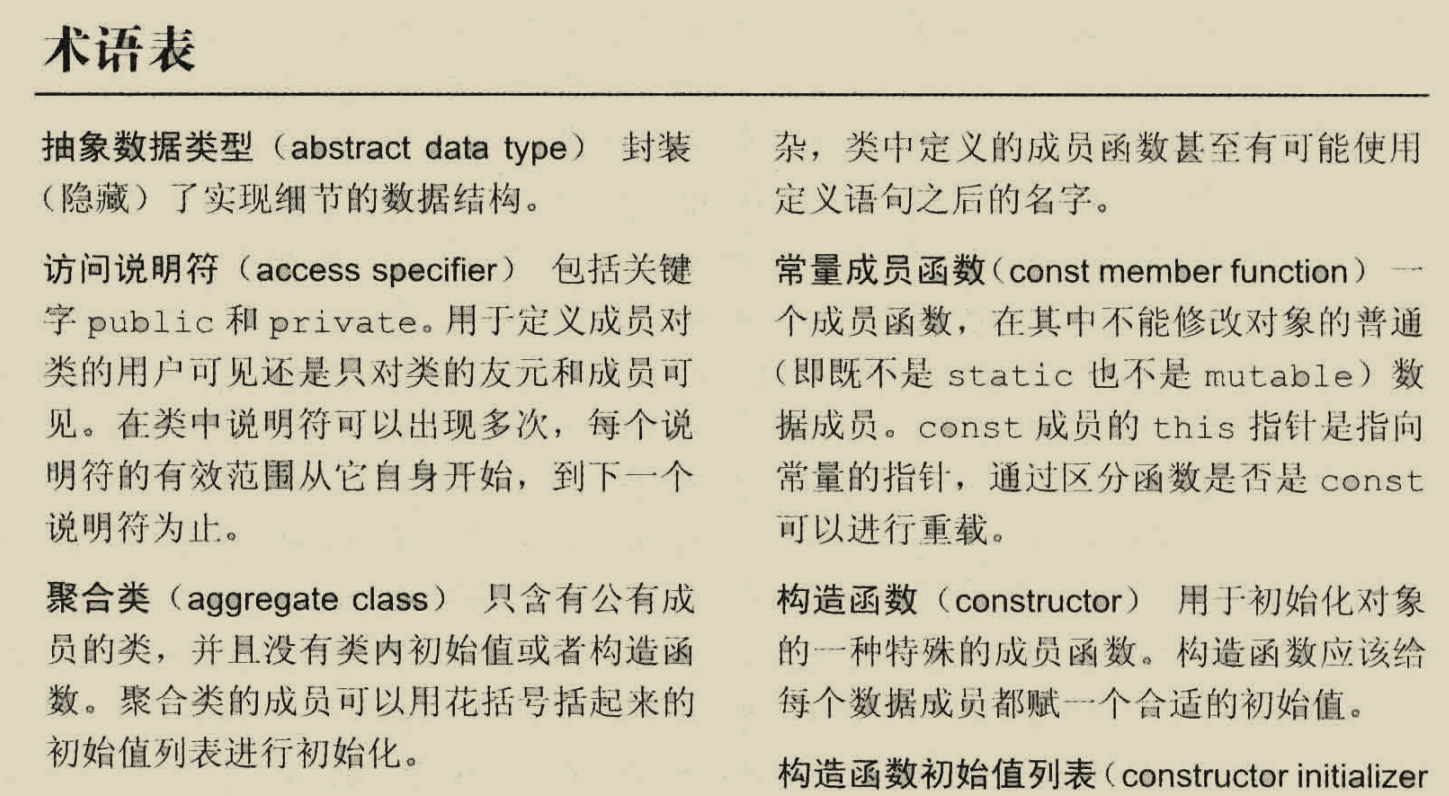 术语表
抽象数据类型（abstract data type） 封装
（隐藏）了实现细节的数据结构。
访问说明符（access specifier） 包括关键
字 public 和 private。用于定义成员对
类的用户可见还是只对类的友元和成员可
见。在类中说明符可以出现多次，每个说
明符的有效范围从它自身开始，到下一个
说明符为止。
聚合类（aggregate class） 只含有公有成
员的类，并且没有类内初始值或者构造函
数。聚合类的成员可以用花括号括起来的
初始值列表进行初始化。
杂，类中定义的成员函数甚至有可能使用
定义语句之后的名字。
常量成员函数（const member function） 一
个成员函数，在其中不能修改对象的普通
（即既不是 static 也不是 mutable）数
据成员。const 成员的 this 指针是指向
常量的指针，通过区分函数是否是 const
可以进行重载。
构造函数（constructor） 用于初始化对象
的一种特殊的成员函数。构造函数应该给
每个数据成员都赋一个合适的初始值。
构造函数初始值列表（constructor initializer